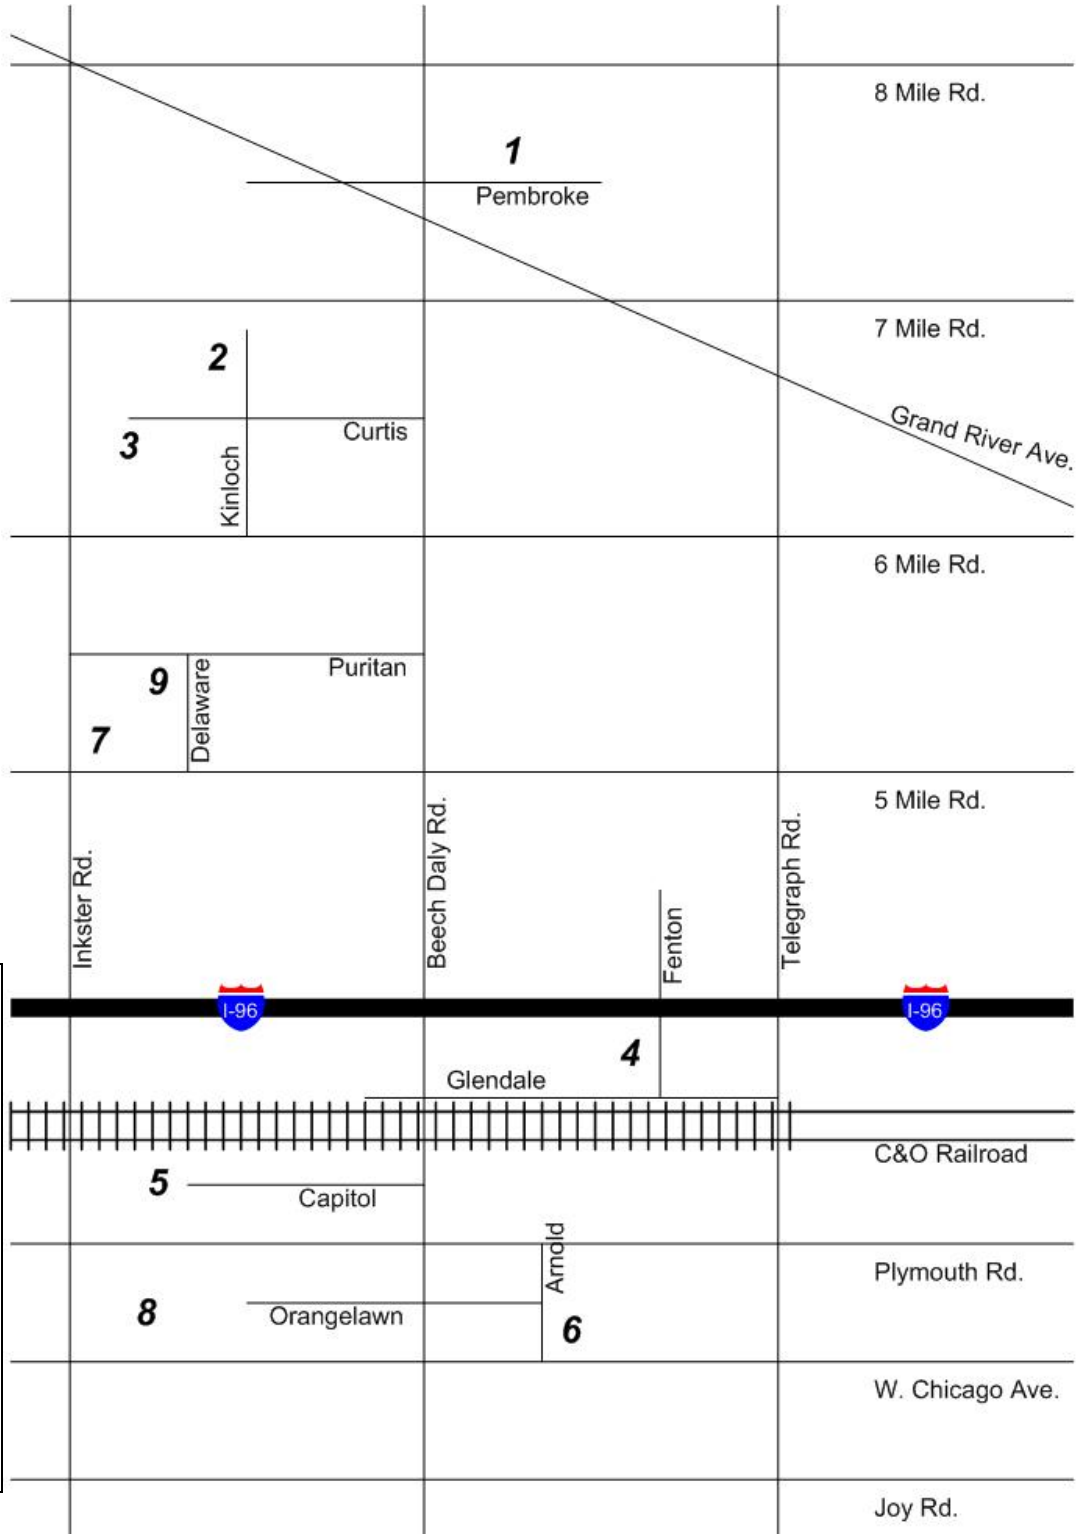 8 Mile Rd.
1
Pembroke
7 Mile Rd.
2
Grand River Ave.
Curtis
3
Kinloch
6 Mile Rd.
Puritan
9
Delaware
7
5 Mile Rd.
Inkster Rd.
Beech Daly Rd.
Telegraph Rd.
Fenton
I-96
I-96
4
Glendale
C&O Railroad
5
Capitol
Arnold
Plymouth Rd.
8
Orangelawn
6
W. Chicago Ave.
Joy Rd.